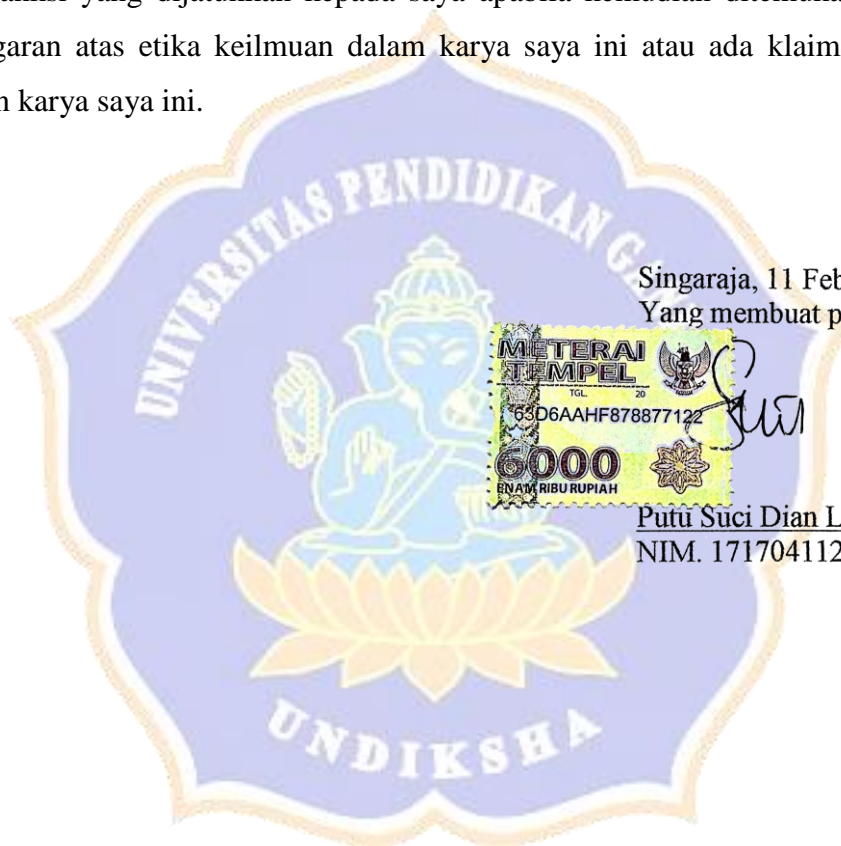 yang dijatuhkan kepada saya apabila kemudian
garan atas etika keilmuan dalam karya saya ini atau ada klaim
karya saya ini.
UNIVERSITAS PENDIDIKAN
Singaraja, 11 Feb
Yang membuat p
METERAI
TEMPEL
TGL. 20
63D6AAHF878877122
6000
ENAM RIBU RUPIAH
Putu Suci Dian L
NIM. 171704112
UNDIKSHA